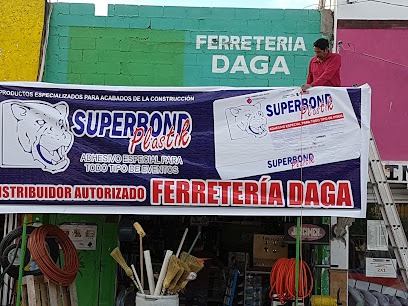 FERRETERIA
DAGA
PRODUCTOS ESPECIALIZADOS PARA ACABADOS DE LA CONSTRUCCIÓN
SUPERBOND
Plastik
ADHESIVO ESPECIAL PARA
TODO TIPO DE EVENTOS
SUPERBOND
Plastik
SUPERBOND
DISTRIBUIDOR AUTORIZADO FERRETERÍA DAGA